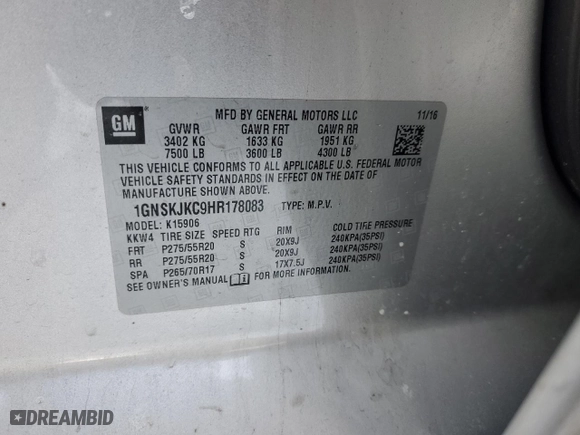 GM
MFD BY GENERAL MOTORS LLC 11/16
GVWR GAWR FRT GAWR RR
3402 KG 1633 KG 1951 KG
7500 LB 3600 LB 4300 LB
THIS VEHICLE CONFORMS TO ALL APPLICABLE U.S. FEDERAL MOTOR
VEHICLE SAFETY STANDARDS IN EFFECT ON THE DATE OF
MANUFACTURE SHOWN ABOVE.
1GNSKJKC9HR178083 TYPE: M.P.V.
MODEL: K15906
KKW4 TIRE SIZE SPEED RTG RIM COLD TIRE PRESSURE
FRT P275/55R20 S 20X9J 240KPA(35PSI)
RR P275/55R20 S 20X9J 240KPA(35PSI)
SPA P265/70R17 S 17X7.5J 240KPA(35PSI)
SEE OWNER'S MANUAL FOR MORE INFORMATION.
DREAMBID